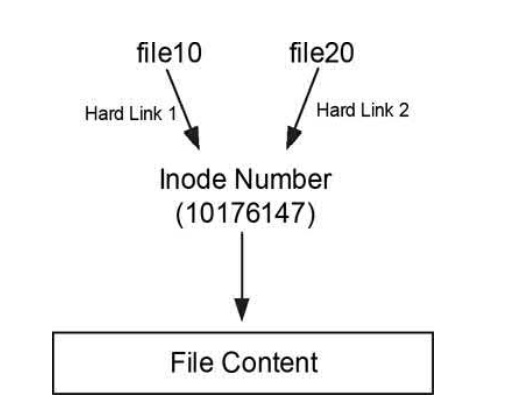 file10 file20
Hard Link 1 Hard Link 2
Inode Number
(10176147)
File Content